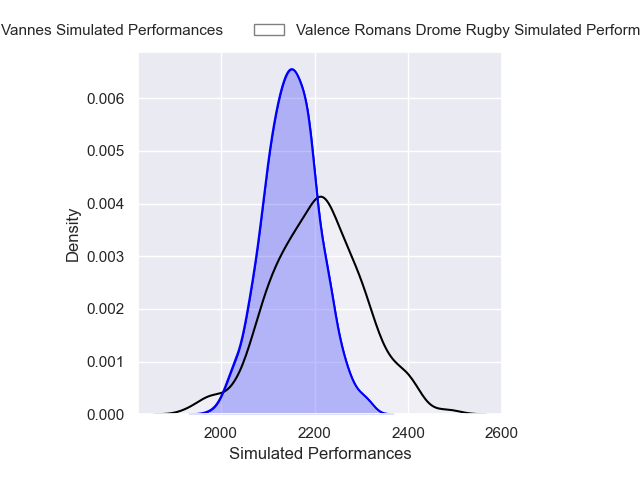 Vannes Simulated Performances Valence Romans Drome Rugby Simulated Perform
0.006
0.005
0.004
0.003
0.002
0.001
0.000
Density
2000 2200 2400 2600
Simulated Performances